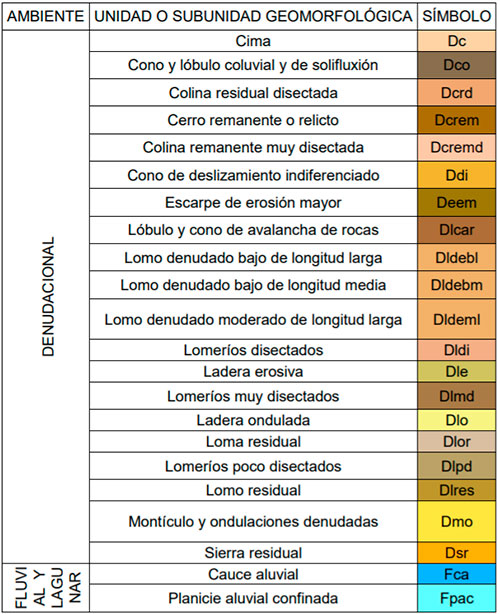 AMBIENTE UNIDAD O SUBUNIDAD GEOMORFOLÓGICA SÍMBOLO
DENUDACIONAL
Cima Dc
Cono y lóbulo coluvial y de solifluxión Dco
Colina residual disectada Dcrd
Cerro remanente o relicto Dcrem
Colina remanente muy disectada Dcremd
Cono de deslizamiento indiferenciado Ddi
Escarpe de erosión mayor Deem
Lóbulo y cono de avalancha de rocas Dlcar
Lomo denudado bajo de longitud larga Dldebl
Lomo denudado bajo de longitud media Dldebm
Lomo denudado moderado de longitud larga Dldeml
Lomeríos disectados Dldi
Ladera erosiva Dle
Lomeríos muy disectados Dlmd
Ladera ondulada Dlo
Loma residual Dlor
Lomeríos poco disectados Dlpd
Lomo residual Dlres
Montículo y ondulaciones denudadas Dmo
Sierra residual Dsr
FLUVI
AL Y
LAGU
NAR
Cauce aluvial Fca
Planicie aluvial confinada Fpac